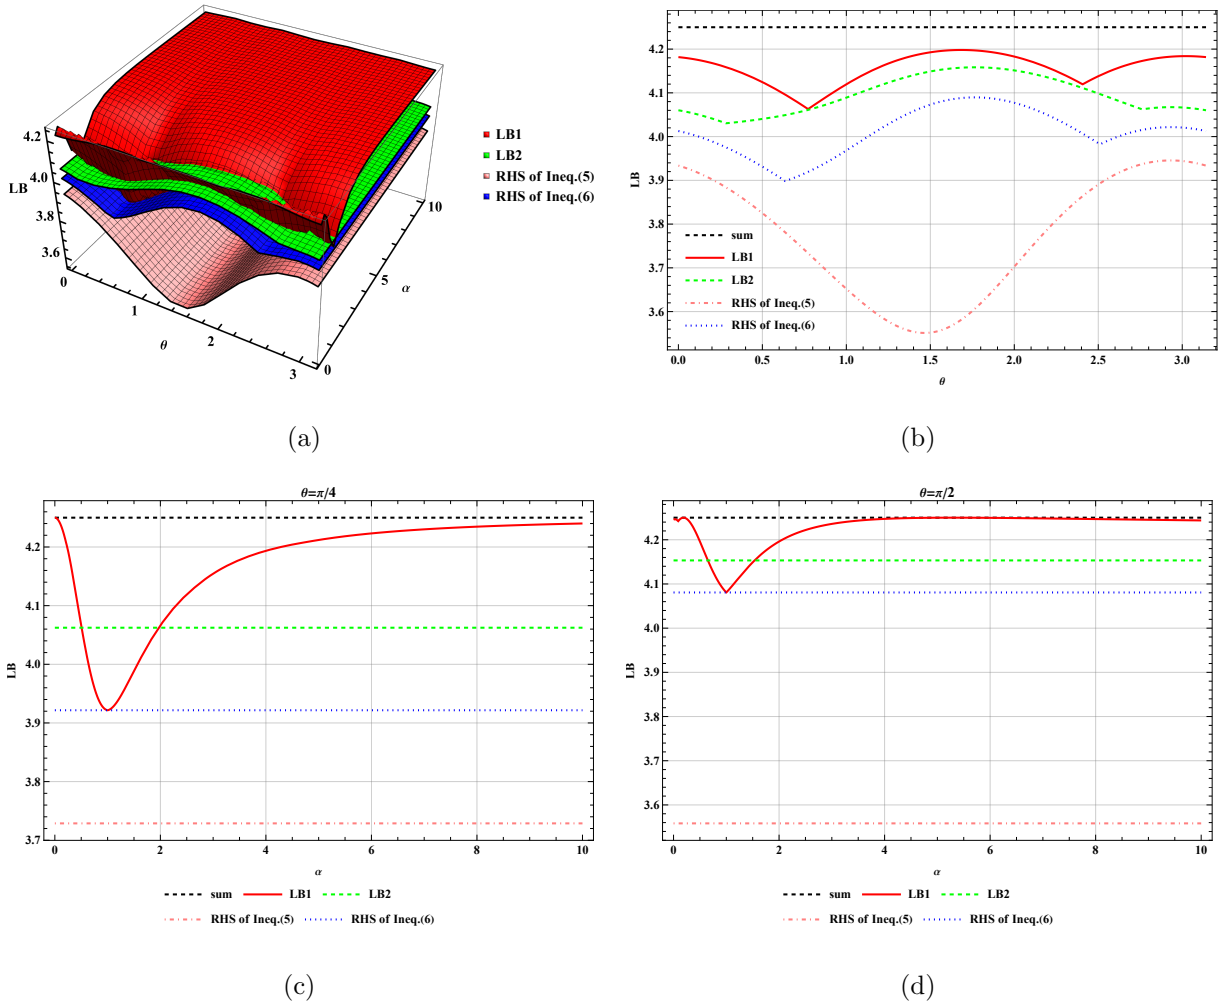 4.2
4.0
LB
3.8
3.6
0
1
θ
2
3
0
5
α
10
LB1
LB2
RHS of Ineq.(5)
RHS of Ineq.(6)
(a)
4.2
4.1
4.0
LB
3.9
3.8
3.7
3.6
sum
LB1
LB2
RHS of Ineq.(5)
RHS of Ineq.(6)
0.0 0.5 1.0 1.5 2.0 2.5 3.0
θ
(b)
θ=π/4
4.2
4.1
4.0
LB
3.9
3.8
3.7
0 2 4 6 8 10
α
sum LB1 LB2
RHS of Ineq.(5) RHS of Ineq.(6)
(c)
θ=π/2
4.2
4.1
4.0
LB
3.9
3.8
3.7
3.6
0 2 4 6 8 10
α
sum LB1 LB2
RHS of Ineq.(5) RHS of Ineq.(6)
(d)